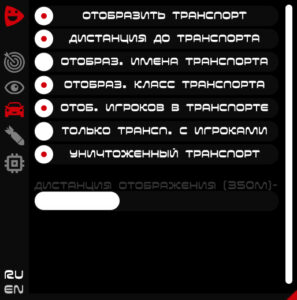 ОТОБРАЗИТЬ ТРАНСПОРТ
ДИСТАНЦИЯ ДО ТРАНСПОРТА
ОТОБРАЗ. ИМЕНА ТРАНСПОРТА
ОТОБРАЗ. КЛАСС ТРАНСПОРТА
ОТОБ. ИГРОКОВ В ТРАНСПОРТЕ
ТОЛЬКО ТРАНСП. С ИГРОКАМИ
УНИЧТОЖЕННЫЙ ТРАНСПОРТ
ДИСТАНЦИЯ ОТОБРАЖЕНИЯ (350М)-
RU
EN